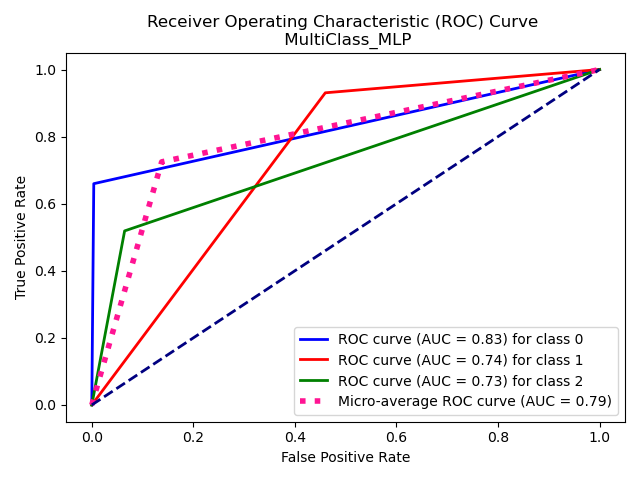 Receiver Operating Characteristic (ROC) Curve
MultiClass_MLP
True Positive Rate
1.0
0.8
0.6
0.4
0.2
0.0
ROC curve (AUC = 0.83) for class 0
ROC curve (AUC = 0.74) for class 1
ROC curve (AUC = 0.73) for class 2
Micro-average ROC curve (AUC = 0.79)
0.0 0.2 0.4 0.6 0.8 1.0
False Positive Rate